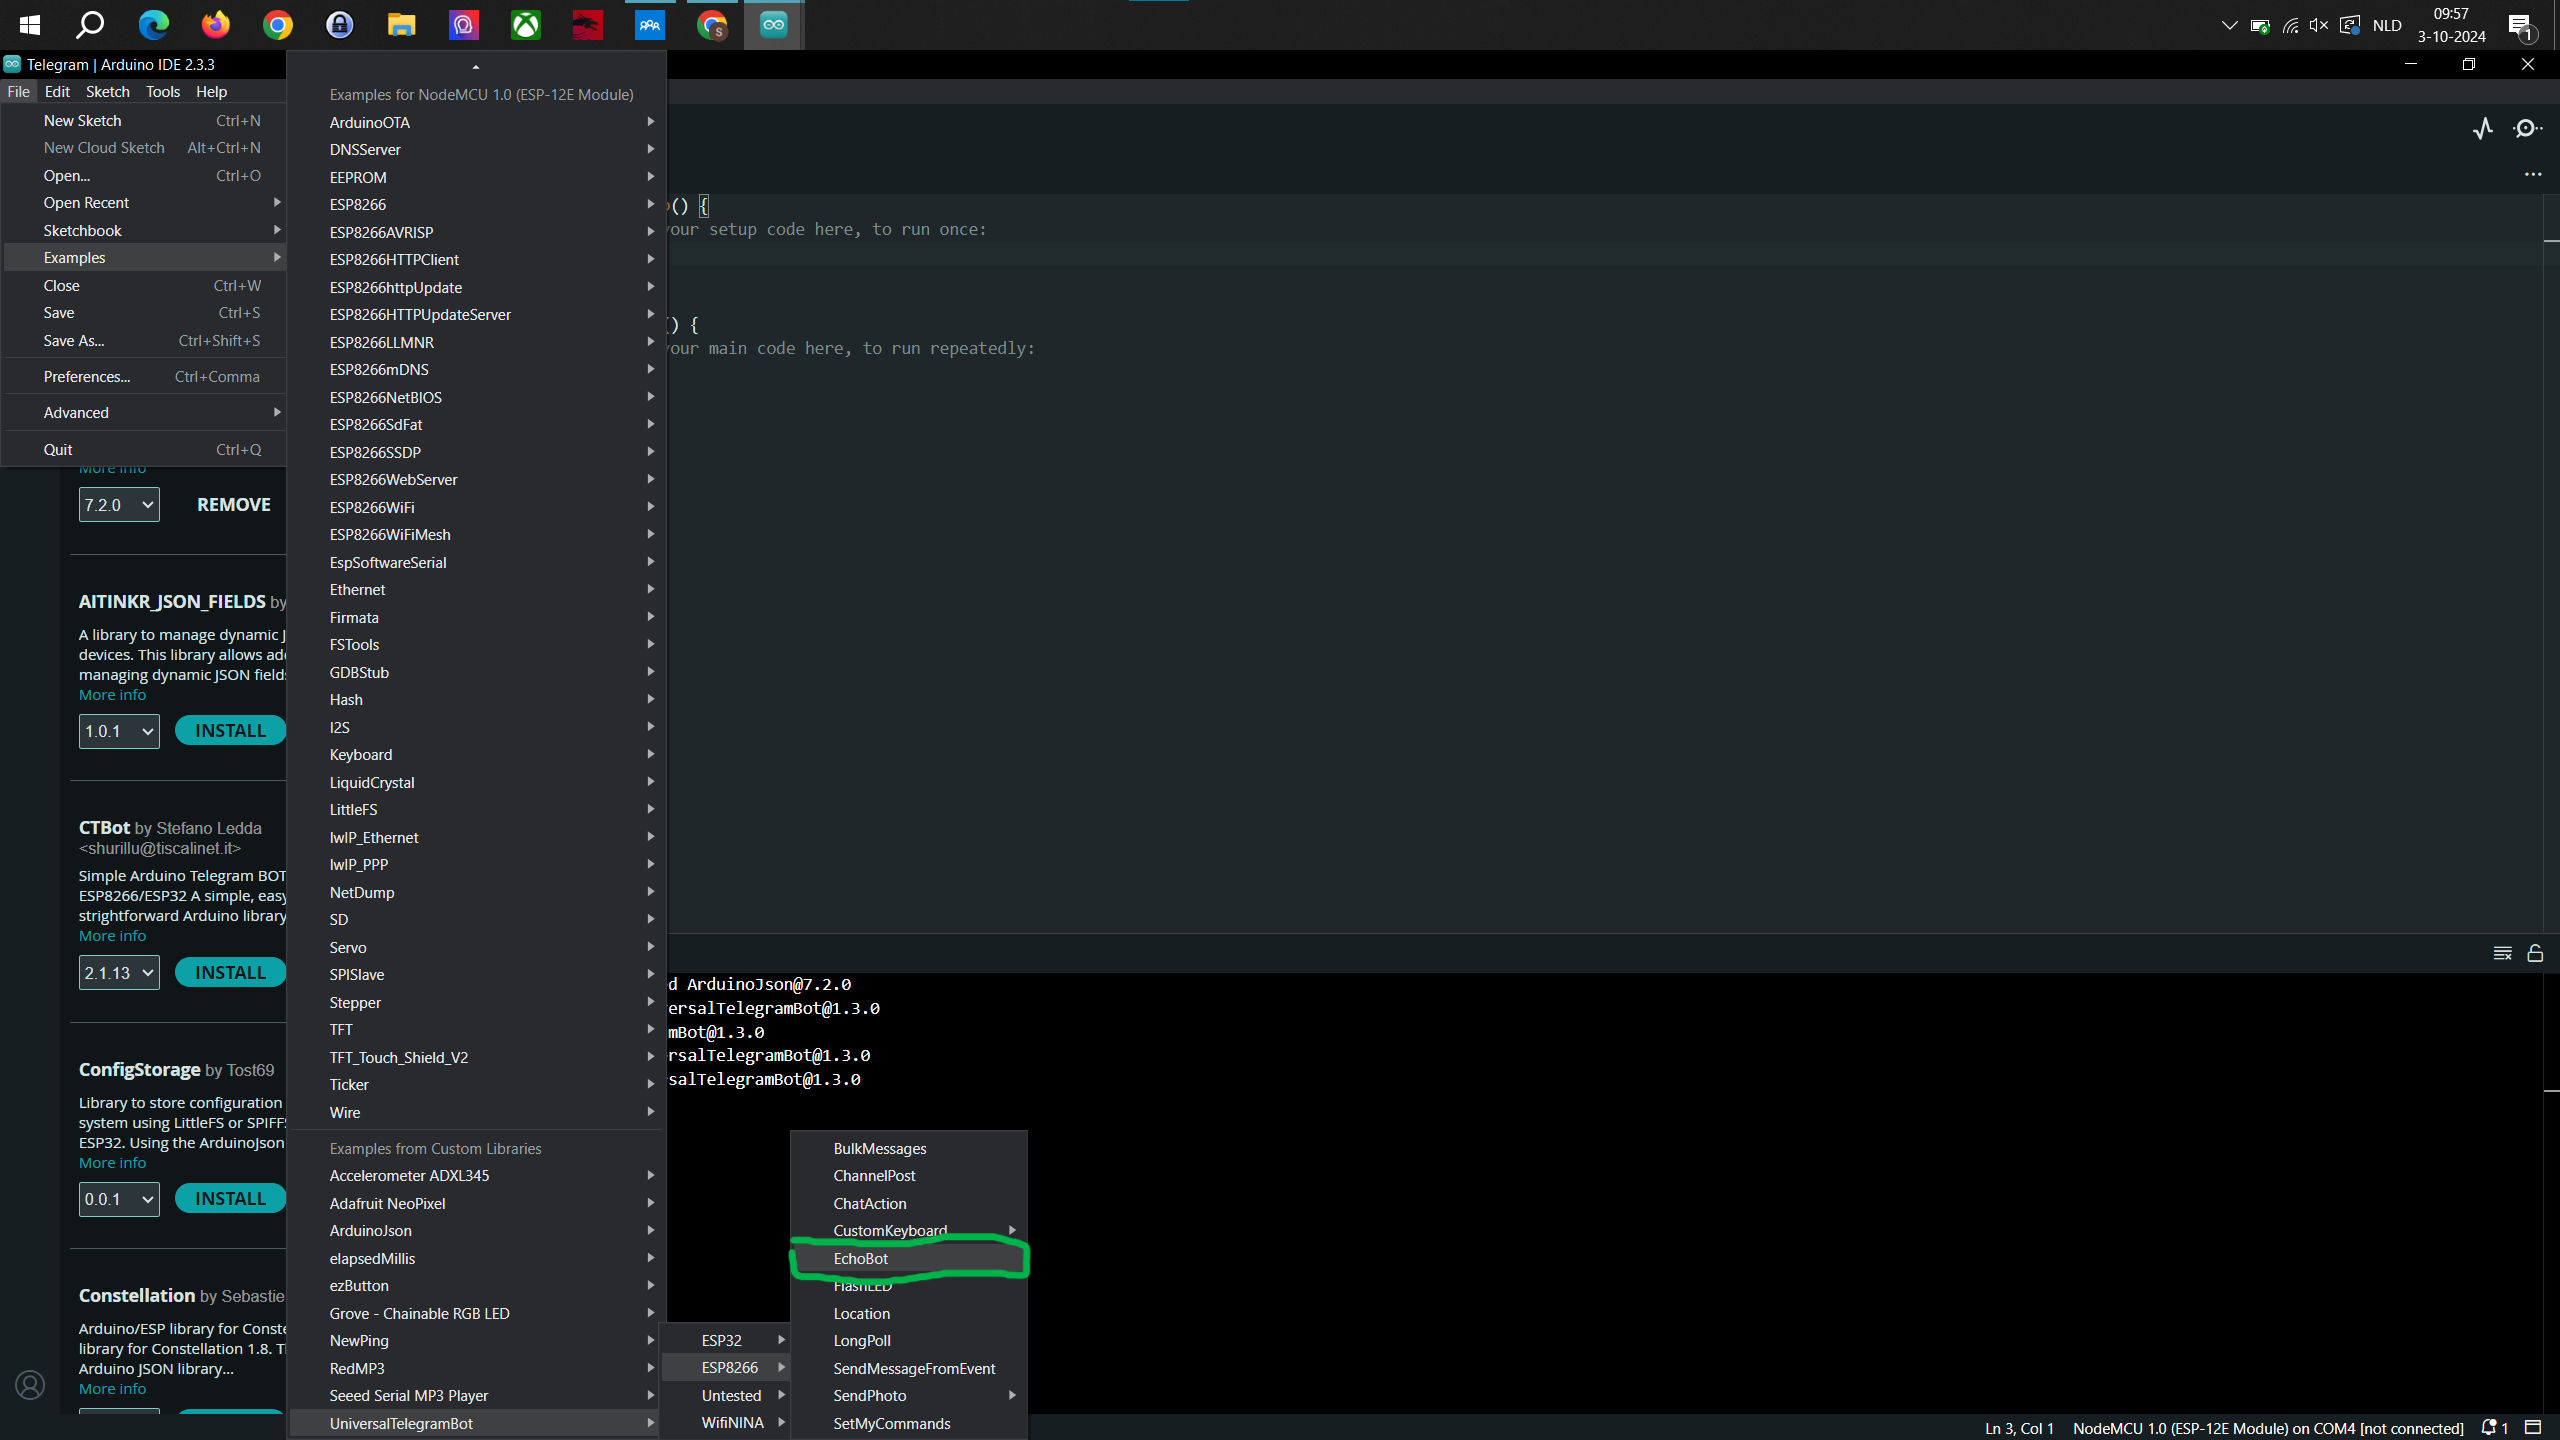 NLD
09:57
3-10-2024
1
Telegram | Arduino IDE 2.3.3
File Edit Sketch Tools Help
New Sketch Ctrl+N
New Cloud Sketch Alt+Ctrl+N
Open... Ctrl+O
Open Recent
Sketchbook
Examples
Close Ctrl+W
Save Ctrl+S
Save As... Ctrl+Shift+S
Preferences... Ctrl+Comma
Advanced
Quit Ctrl+Q
More info
7.2.0 REMOVE
AITINKR_JSON_FIELDS by
A library to manage dynamic J
devices. This library allows ad
managing dynamic JSON field
More info
1.0.1 INSTALL
CTBot by Stefano Ledda
<shurillu@tiscalinet.it>
Simple Arduino Telegram BOT
ESP8266/ESP32 A simple, easy
strightforward Arduino library
More info
2.1.13 INSTALL
ConfigStorage by Tost69
Library to store configuration
system using LittleFS or SPIFF
ESP32. Using the ArduinoJson
More info
0.0.1 INSTALL
Constellation by Sebastie
Arduino/ESP library for Conste
library for Constellation 1.8. T
Arduino JSON library...
More info
Examples for NodeMCU 1.0 (ESP-12E Module)
ArduinoOTA
DNSServer
EEPROM
ESP8266
ESP8266AVRISP
ESP8266HTTPClient
ESP8266httpUpdate
ESP8266HTTPUpdateServer
ESP8266LLMNR
ESP8266mDNS
ESP8266NetBIOS
ESP8266SdFat
ESP8266SSDP
ESP8266WebServer
ESP8266WiFi
ESP8266WiFiMesh
EspSoftwareSerial
Ethernet
Firmata
FSTools
GDBStub
Hash
I2S
Keyboard
LiquidCrystal
LittleFS
lwIP_Ethernet
lwIP_PPP
NetDump
SD
Servo
SPISlave
Stepper
TFT
TFT_Touch_Shield_V2
Ticker
Wire
Examples from Custom Libraries
Accelerometer ADXL345
Adafruit NeoPixel
ArduinoJson
elapsedMillis
ezButton
Grove - Chainable RGB LED
NewPing
RedMP3
Seeed Serial MP3 Player
UniversalTelegramBot
ESP32
ESP8266
Untested
WifiNINA
BulkMessages
ChannelPost
ChatAction
CustomKeyboard
EchoBot
FlashLED
Location
LongPoll
SendMessageFromEvent
SendPhoto
SetMyCommands
() {
our setup code here, to run once:
() {
our main code here, to run repeatedly:
d ArduinoJson@7.2.0
ersalTelegramBot@1.3.0
mBot@1.3.0
rsalTelegramBot@1.3.0
salTelegramBot@1.3.0
Ln 3, Col 1 NodeMCU 1.0 (ESP-12E Module) on COM4 [not connected] 1